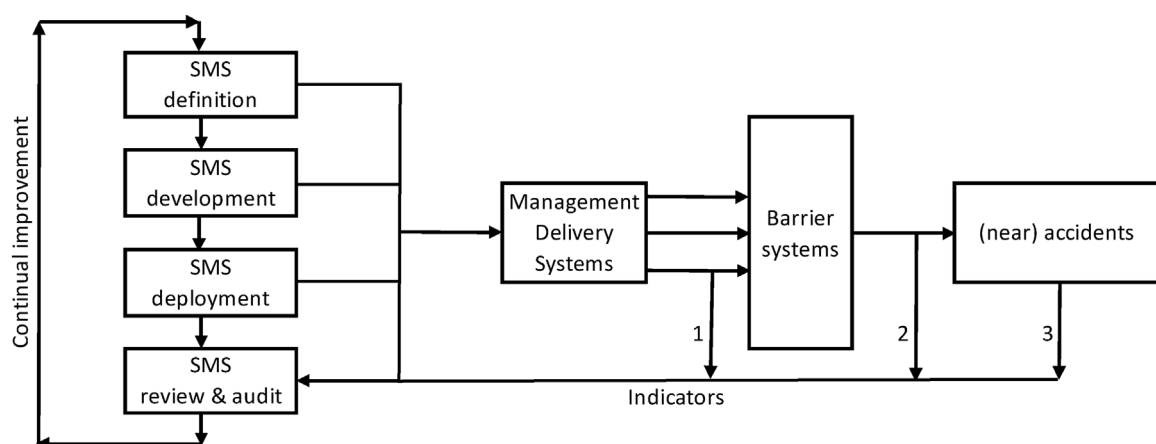 Continual improvement
SMS
definition
SMS
development
SMS
deployment
SMS
review & audit
Management
Delivery
Systems
Barrier
systems
(near) accidents
1
2
3
Indicators